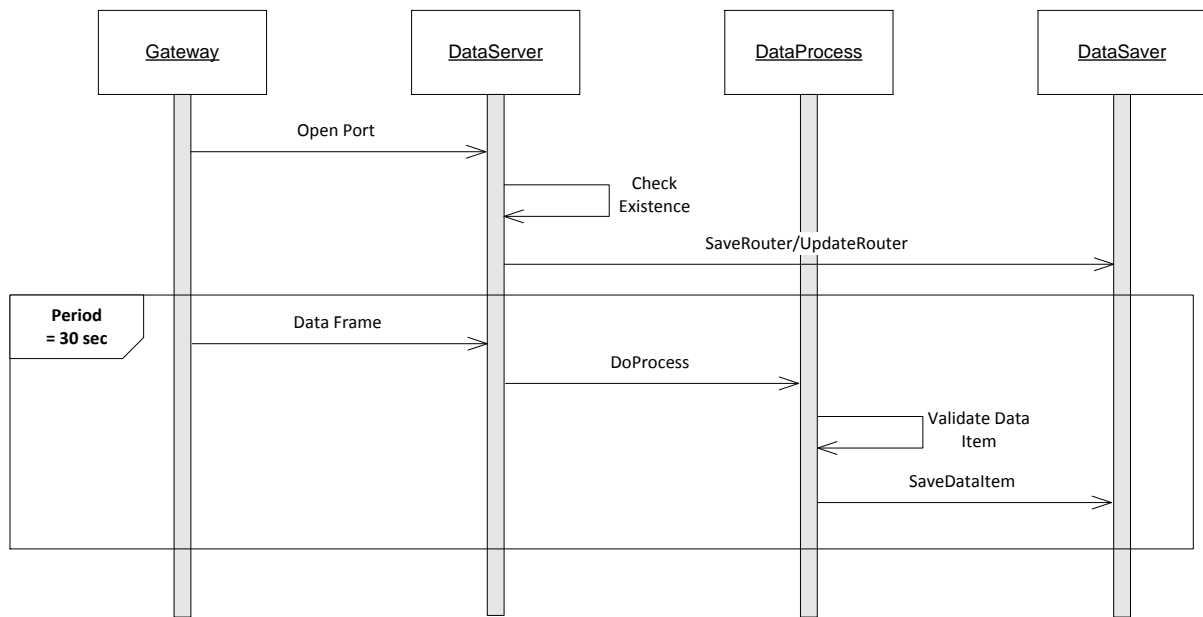 Gateway
DataServer
DataProcess
DataSaver
Open Port
Check
Existence
SaveRouter/UpdateRouter
Period
= 30 sec
Data Frame
DoProcess
Validate Data
Item
SaveDataItem